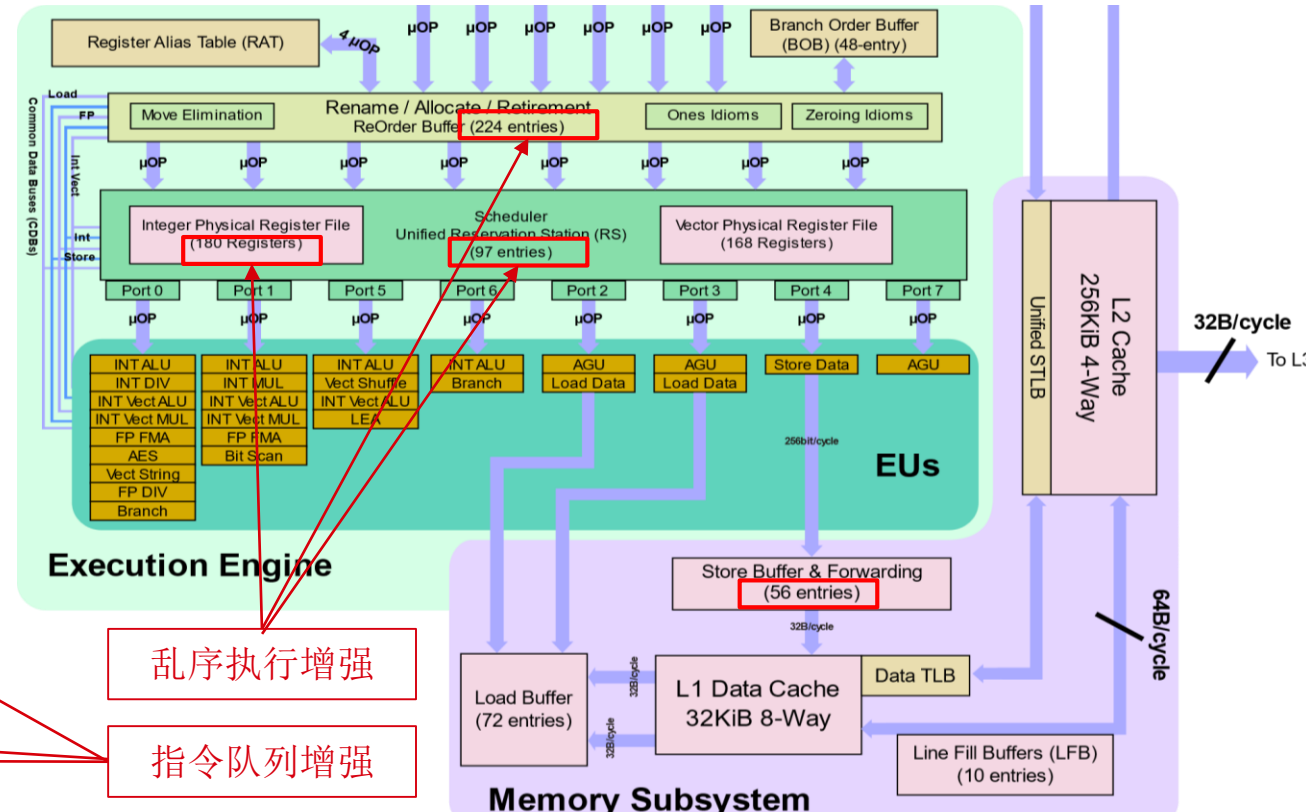 Register Alias Table (RAT)
4 µOP
µOP
µOP
µOP
µOP
µOP
µOP
Branch Order Buffer
(BOB) (48-entry)
Common Data Buses (CDBs)
Load
FP
Int Vect
Int
Store
Move Elimination
Rename / Allocate / Retirement
ReOrder Buffer (224 entries)
Ones Idioms
Zeroing Idioms
µOP
µOP
µOP
µOP
µOP
µOP
µOP
µOP
Integer Physical Register File
(180 Registers)
Scheduler
Unified Reservation Station (RS)
(97 entries)
Vector Physical Register File
(168 Registers)
Port 0
Port 1
Port 5
Port 6
Port 2
Port 3
Port 4
Port 7
µOP
µOP
µOP
µOP
µOP
µOP
µOP
µOP
INT ALU
INT DIV
INT Vect ALU
INT Vect MUL
FP FMA
AES
Vect String
FP DIV
Branch
INT ALU
INT MUL
INT Vect ALU
INT Vect MUL
FP FMA
Bit Scan
INT ALU
Vect Shuffle
INT Vect ALU
LEA
INT ALU
Branch
AGU
Load Data
AGU
Load Data
Store Data
AGU
256bit/cycle
EUs
Execution Engine
Unified STLB
L2 Cache
256KiB 4-Way
32B/cycle
To L3
64B/cycle
Store Buffer & Forwarding
(56 entries)
32B/cycle
乱序执行增强
指令队列增强
Load Buffer
(72 entries)
32B/cycle
32B/cycle
L1 Data Cache
32KiB 8-Way
Data TLB
Line Fill Buffers (LFB)
(10 entries)
Memory Subsystem